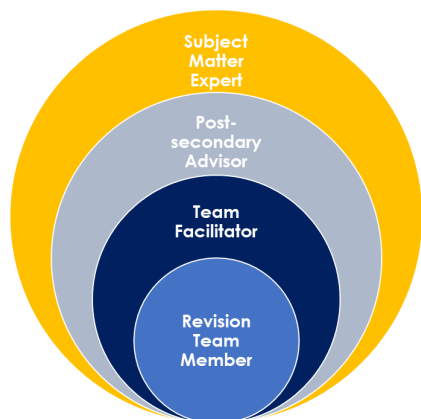 Subject
Matter
Expert
Post-
secondary
Advisor
Team
Facilitator
Revision
Team
Member